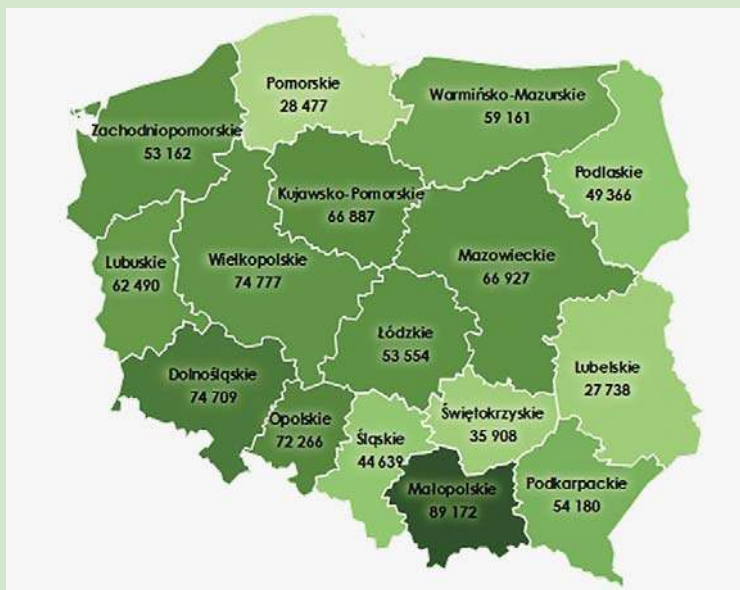 Pomorskie
28 477
Warmińsko-Mazurskie
59 161
Zachodniopomorskie
53 162
Podlaskie
49 366
Kujawsko-Pomorskie
66 887
Lubuskie
62 490
Wielkopolskie
74 777
Mazowieckie
66 927
Łódzkie
53 554
Dolnośląskie
74 709
Lubelskie
27 738
Opolskie
72 266
Śląskie
44 639
Świętokrzyskie
35 908
Małopolskie
89 172
Podkarpackie
54 180